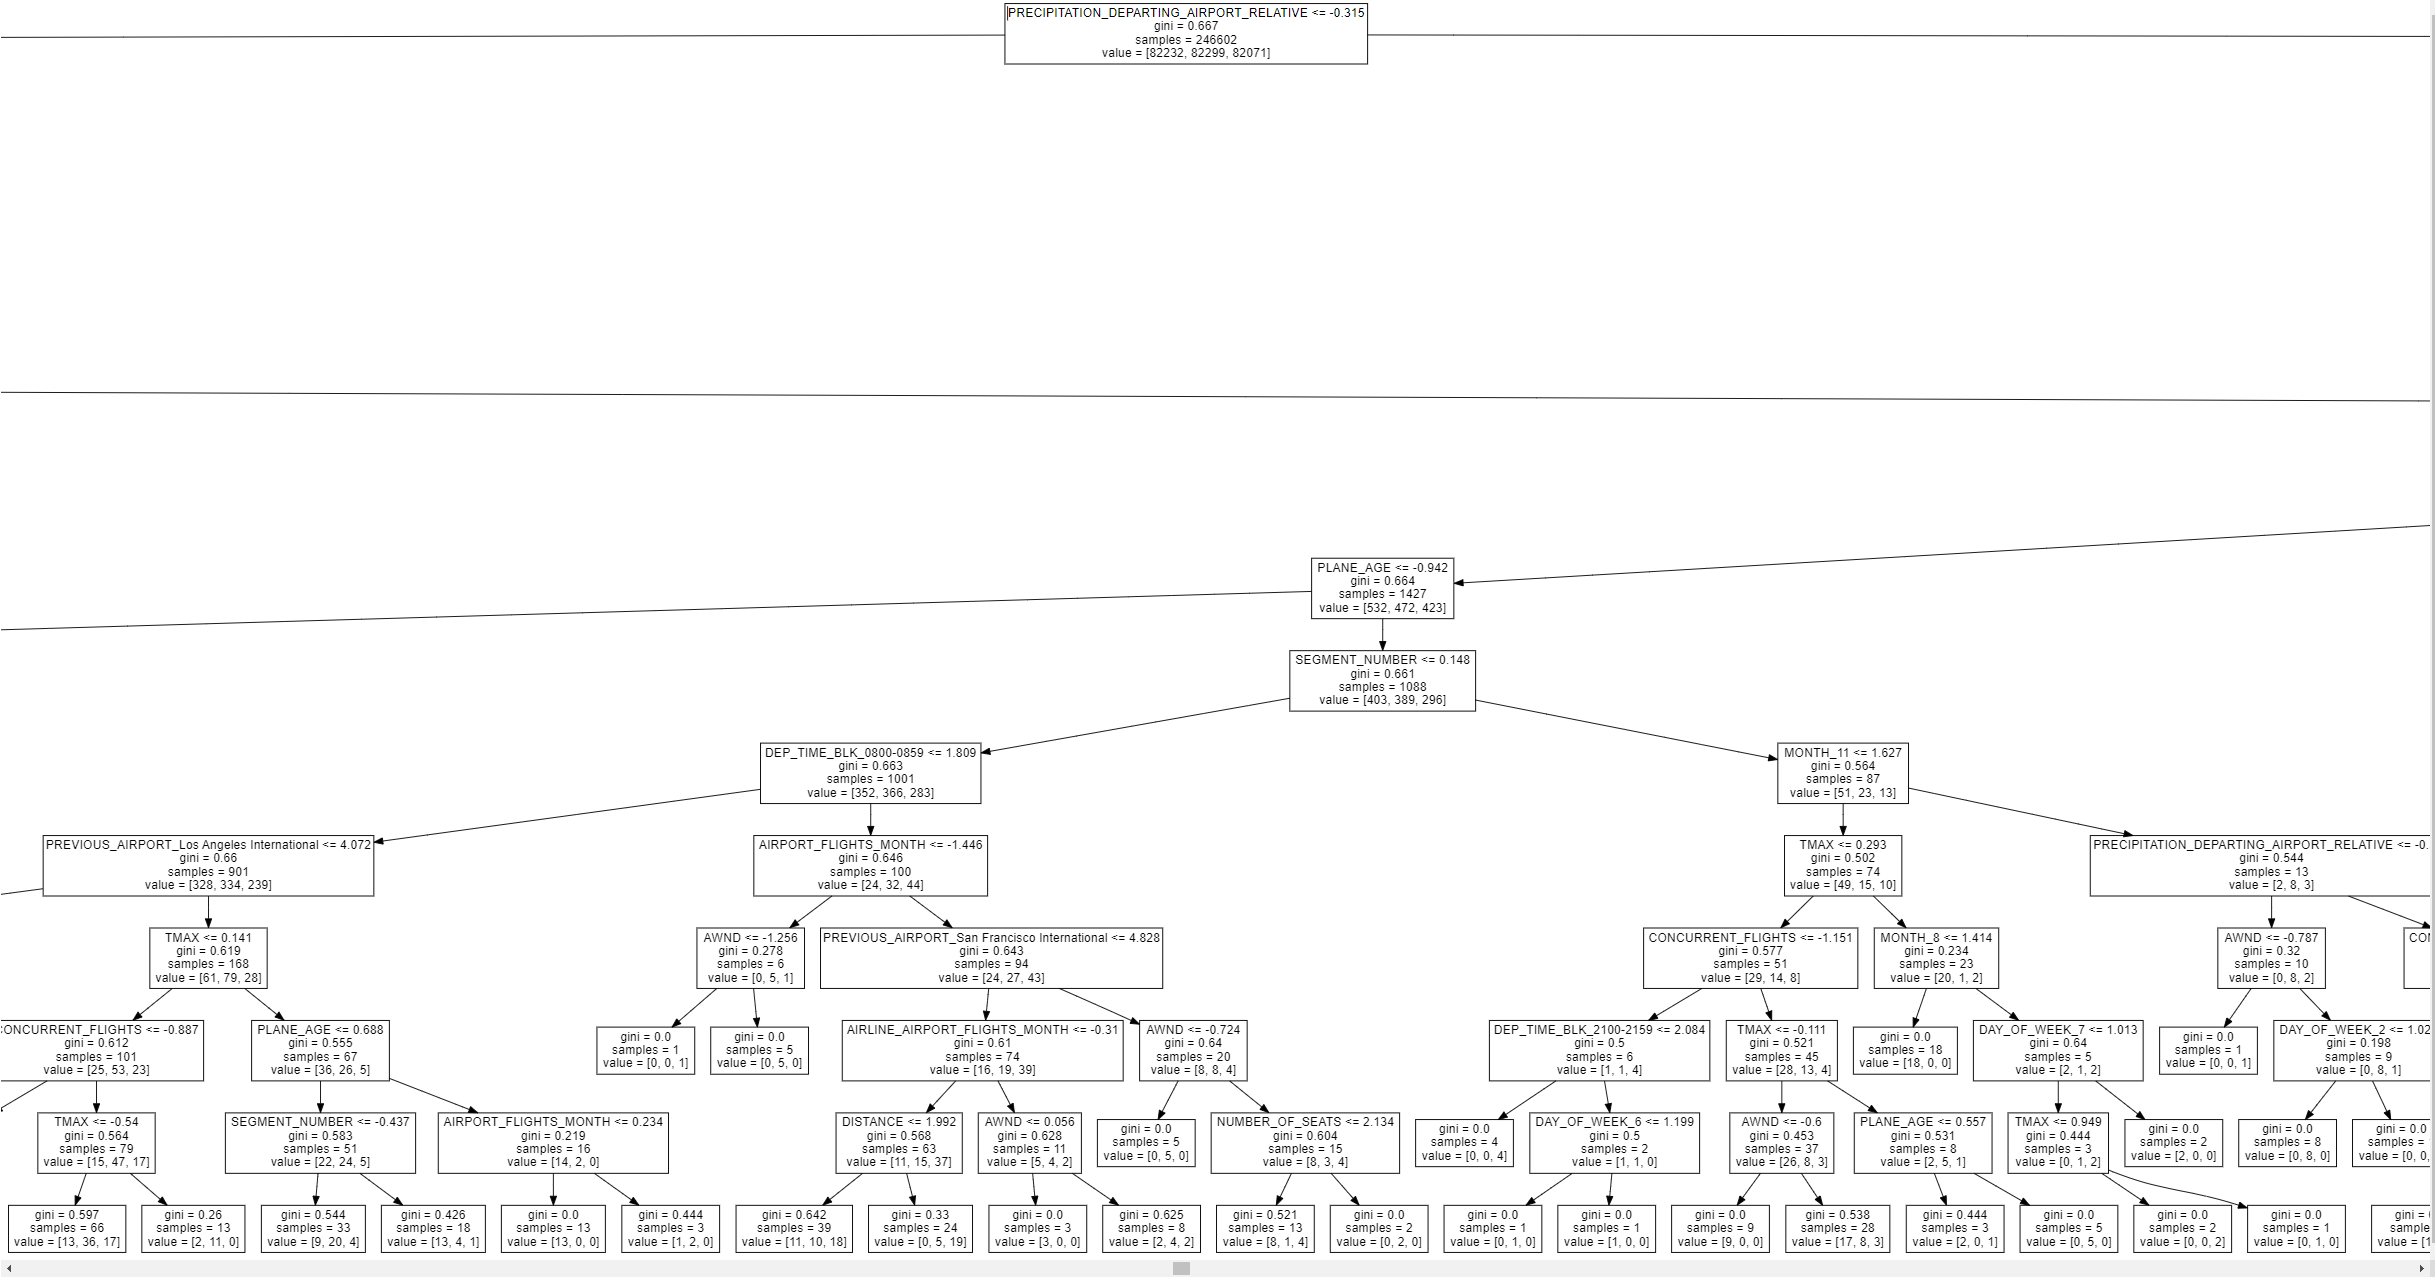 PRECIPITATION_DEPARTING_AIRPORT_RELATIVE <= -0.315
gini = 0.667
samples = 246602
value = [82232, 82299, 82071]
PLANE_AGE <= -0.942
gini = 0.664
samples = 1427
value = [532, 472, 423]
SEGMENT_NUMBER <= 0.148
gini = 0.661
samples = 1088
value = [403, 389, 296]
DEP_TIME_BLK_0800-0859 <= 1.809
gini = 0.663
samples = 1001
value = [352, 366, 283]
MONTH_11 <= 1.627
gini = 0.564
samples = 87
value = [51, 23, 13]
PREVIOUS_AIRPORT_Los Angeles International <= 4.072
gini = 0.66
samples = 901
value = [328, 334, 239]
AIRPORT_FLIGHTS_MONTH <= -1.446
gini = 0.646
samples = 100
value = [24, 32, 44]
TMAX <= 0.293
gini = 0.502
samples = 74
value = [49, 15, 10]
PRECIPITATION_DEPARTING_AIRPORT_RELATIVE <= -0.
gini = 0.544
samples = 13
value = [2, 8, 3]
TMAX <= 0.141
gini = 0.619
samples = 168
value = [61, 79, 28]
AWND <= -1.256
gini = 0.278
samples = 6
value = [0, 5, 1]
PREVIOUS_AIRPORT_San Francisco International <= 4.828
gini = 0.643
samples = 94
value = [24, 27, 43]
CONCURRENT_FLIGHTS <= -1.151
gini = 0.577
samples = 51
value = [29, 14, 8]
MONTH_8 <= 1.414
gini = 0.234
samples = 23
value = [20, 1, 2]
AWND <= -0.787
gini = 0.32
samples = 10
value = [0, 8, 2]
CO
CONCURRENT_FLIGHTS <= -0.887
gini = 0.612
samples = 101
value = [25, 53, 23]
PLANE_AGE <= 0.688
gini = 0.555
samples = 67
value = [36, 26, 5]
gini = 0.0
samples = 1
value = [0, 0, 1]
gini = 0.0
samples = 5
value = [0, 5, 0]
AIRLINE_AIRPORT_FLIGHTS_MONTH <= -0.31
gini = 0.61
samples = 74
value = [16, 19, 39]
AWND <= -0.724
gini = 0.64
samples = 20
value = [8, 8, 4]
DEP_TIME_BLK_2100-2159 <= 2.084
gini = 0.5
samples = 6
value = [1, 1, 4]
TMAX <= -0.111
gini = 0.521
samples = 45
value = [28, 13, 4]
gini = 0.0
samples = 18
value = [18, 0, 0]
DAY_OF_WEEK_7 <= 1.013
gini = 0.64
samples = 5
value = [2, 1, 2]
gini = 0.0
samples = 1
value = [0, 0, 1]
DAY_OF_WEEK_2 <= 1.02
gini = 0.198
samples = 9
value = [0, 8, 1]
TMAX <= -0.54
gini = 0.564
samples = 79
value = [15, 47, 17]
SEGMENT_NUMBER <= -0.437
gini = 0.583
samples = 51
value = [22, 24, 5]
AIRPORT_FLIGHTS_MONTH <= 0.234
gini = 0.219
samples = 16
value = [14, 2, 0]
DISTANCE <= 1.992
gini = 0.568
samples = 63
value = [11, 15, 37]
AWND <= 0.056
gini = 0.628
samples = 11
value = [5, 4, 2]
gini = 0.0
samples = 5
value = [0, 5, 0]
NUMBER_OF_SEATS <= 2.134
gini = 0.604
samples = 15
value = [8, 3, 4]
gini = 0.0
samples = 4
value = [0, 0, 4]
DAY_OF_WEEK_6 <= 1.199
gini = 0.5
samples = 2
value = [1, 1, 0]
AWND <= -0.6
gini = 0.453
samples = 37
value = [26, 8, 3]
PLANE_AGE <= 0.557
gini = 0.531
samples = 8
value = [2, 5, 1]
TMAX <= 0.949
gini = 0.444
samples = 3
value = [0, 1, 2]
gini = 0.0
samples = 2
value = [2, 0, 0]
gini = 0.0
samples = 8
value = [0, 8, 0]
gini = 0.0
samples =
value = [0, 0,
gini = 0.597
samples = 66
value = [13, 36, 17]
gini = 0.26
samples = 13
value = [2, 11, 0]
gini = 0.544
samples = 33
value = [9, 20, 4]
gini = 0.426
samples = 18
value = [13, 4, 1]
gini = 0.0
samples = 13
value = [13, 0, 0]
gini = 0.444
samples = 3
value = [1, 2, 0]
gini = 0.642
samples = 39
value = [11, 10, 18]
gini = 0.33
samples = 24
value = [0, 5, 19]
gini = 0.0
samples = 3
value = [3, 0, 0]
gini = 0.625
samples = 8
value = [2, 4, 2]
gini = 0.521
samples = 13
value = [8, 1, 4]
gini = 0.0
samples = 2
value = [0, 2, 0]
gini = 0.0
samples = 1
value = [0, 1, 0]
gini = 0.0
samples = 1
value = [1, 0, 0]
gini = 0.0
samples = 9
value = [9, 0, 0]
gini = 0.538
samples = 28
value = [17, 8, 3]
gini = 0.444
samples = 3
value = [2, 0, 1]
gini = 0.0
samples = 5
value = [0, 5, 0]
gini = 0.0
samples = 2
value = [0, 0, 2]
gini = 0.0
samples = 1
value = [0, 1, 0]
gini =
sample
value = [1